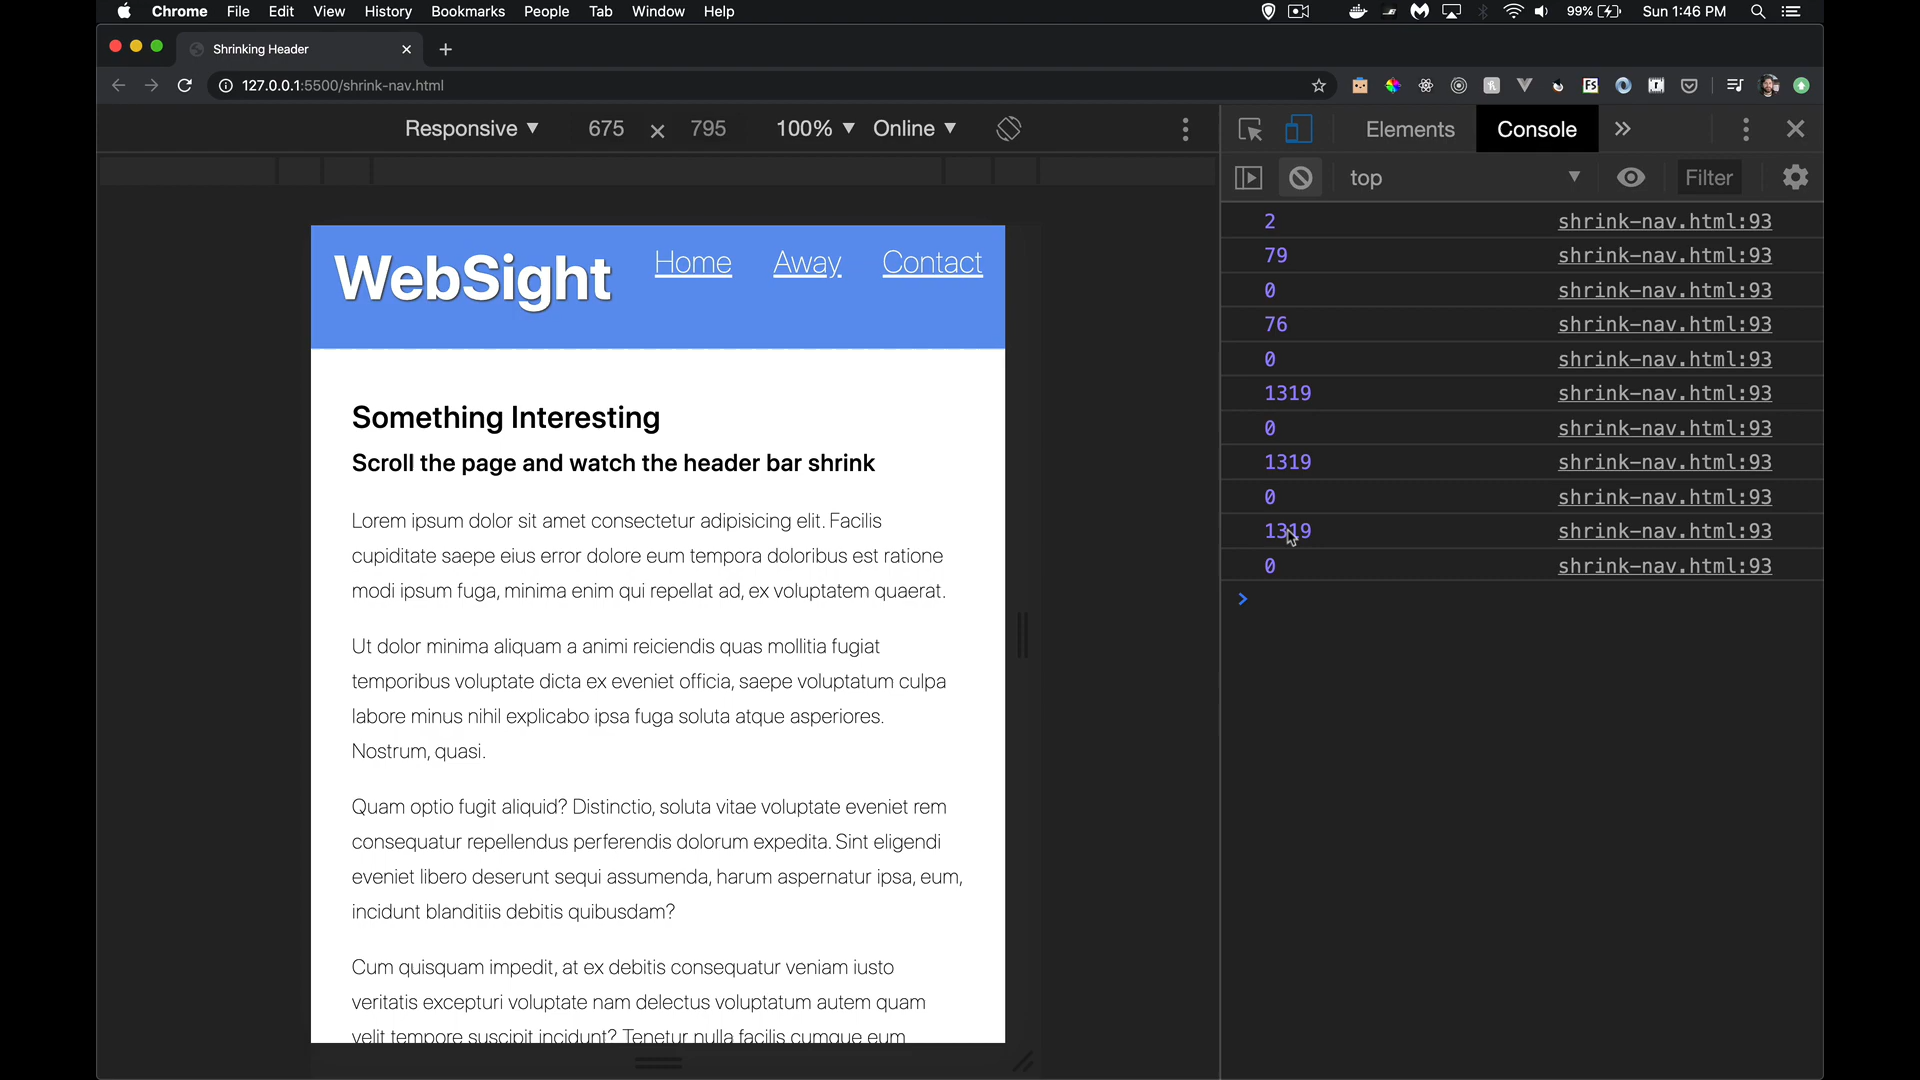 Chrome File Edit View History Bookmarks People Tab Window Help 99% Sun 1:46 PM
Shrinking Header
127.0.0.1:5500/shrink-nav.html
Responsive 675 x 795 100% Online Elements Console
top Filter
WebSight Home Away Contact
Something Interesting
Scroll the page and watch the header bar shrink
Lorem ipsum dolor sit amet consectetur adipisicing elit. Facilis
cupiditate saepe eius error dolore eum tempora doloribus est ratione
modi ipsum fuga, minima enim qui repellat ad, ex voluptatem quaerat.
Ut dolor minima aliquam a animi reiciendis quas mollitia fugiat
temporibus voluptate dicta ex eveniet officia, saepe voluptatum culpa
labore minus nihil explicabo ipsa fuga soluta atque asperiores.
Nostrum, quasi.
Quam optio fugit aliquid? Distinctio, soluta vitae voluptate eveniet rem
consequatur repellendus perferendis dolorum expedita. Sint eligendi
eveniet libero deserunt sequi assumenda, harum aspernatur ipsa, eum,
incidunt blanditiis debitis quibusdam?
Cum quisquam impedit, at ex debitis consequatur veniam iusto
veritatis excepturi voluptate nam delectus voluptatum autem quam
velit tempore suscipit incidunt? Tenetur nulla facilis cumque eum
2 shrink-nav.html:93
79 shrink-nav.html:93
0 shrink-nav.html:93
76 shrink-nav.html:93
0 shrink-nav.html:93
1319 shrink-nav.html:93
0 shrink-nav.html:93
1319 shrink-nav.html:93
0 shrink-nav.html:93
1319 shrink-nav.html:93
0 shrink-nav.html:93